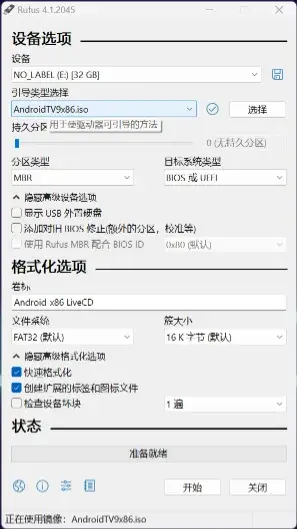 Rufus 4.1.2045
设备选项
设备
NO_LABEL (E:) [32 GB]
引导类型选择
AndroidTV9x86.iso
选择
用于使驱动器可引导的方法
持久分区
0 (无持久分区)
分区类型
目标系统类型
MBR
BIOS 或 UEFI
隐藏高级设备选项
显示 USB 外置硬盘
添加对旧 BIOS 修正(额外的分区，校准等)
使用 Rufus MBR 配合 BIOS ID
0x80 (默认)
格式化选项
卷标
Android x86 LiveCD
文件系统
簇大小
FAT32 (默认)
16 K 字节 (默认)
隐藏高级格式化选项
快速格式化
创建扩展的标签和图标文件
检查设备坏块
1 遍
状态
准备就绪
开始
关闭
正在使用镜像: AndroidTV9x86.iso